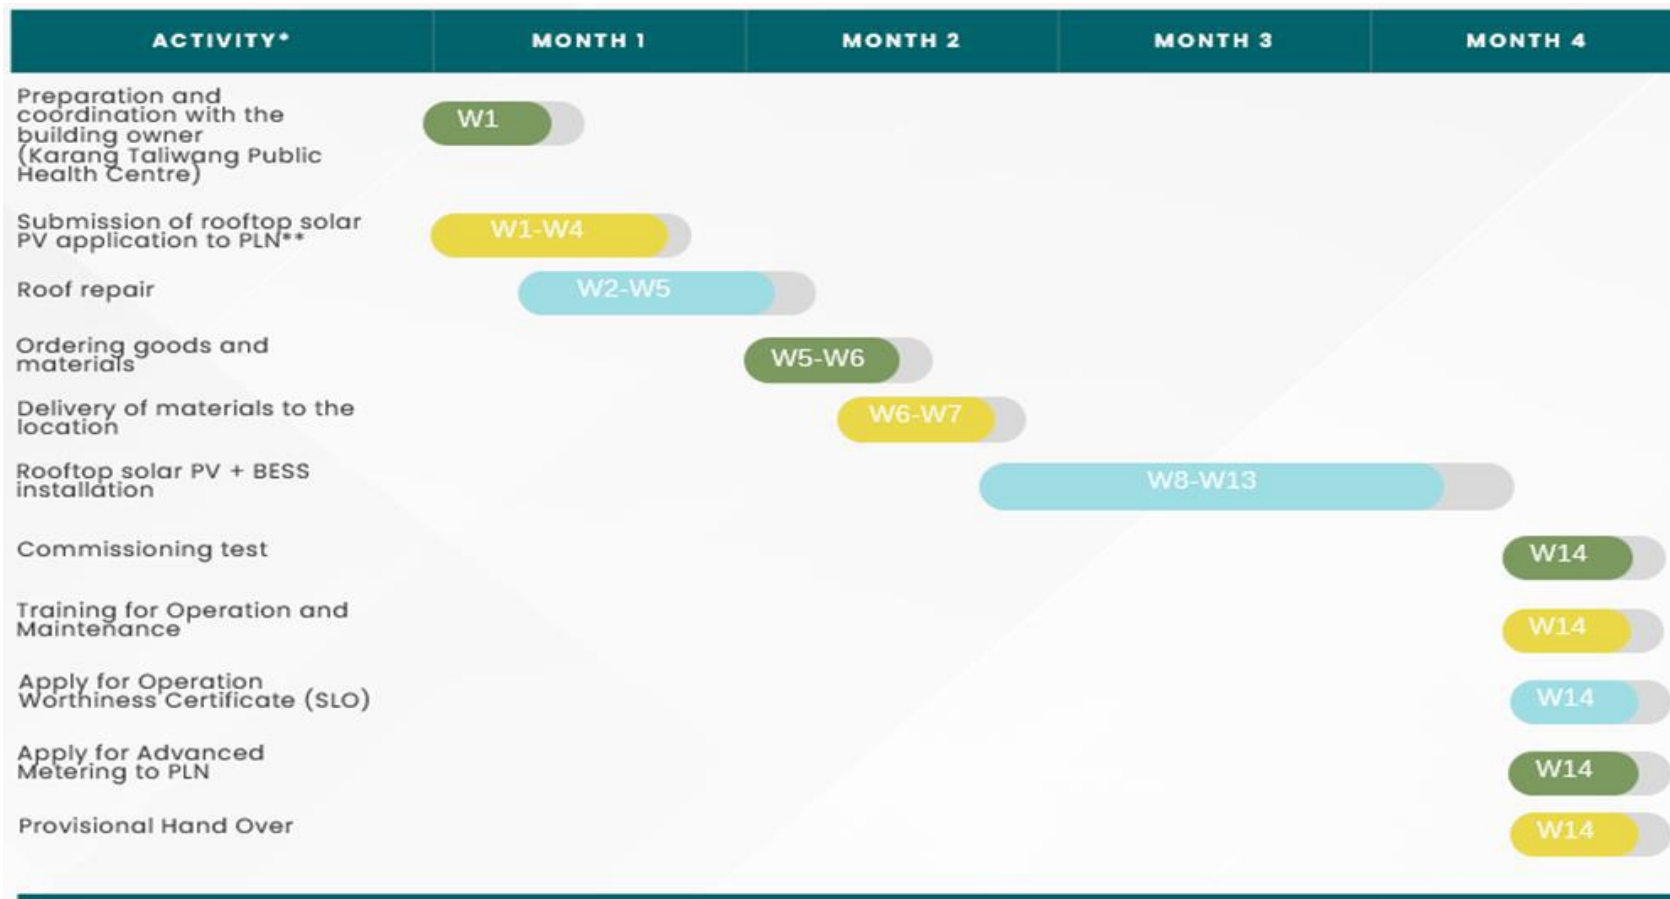 ACTIVITY* MONTH 1 MONTH 2 MONTH 3 MONTH 4
Preparation and
coordination with the
building owner
(Karang Taliwang Public
Health Centre)
W1
Submission of rooftop solar
PV application to PLN**
W1-W4
Roof repair
W2-W5
Ordering goods and
materials
W5-W6
Delivery of materials to the
location
W6-W7
Rooftop solar PV + BESS
installation
W8-W13
Commissioning test
W14
Training for Operation and
Maintenance
W14
Apply for Operation
Worthiness Certificate (SLO)
W14
Apply for Advanced
Metering to PLN
W14
Provisional Hand Over
W14